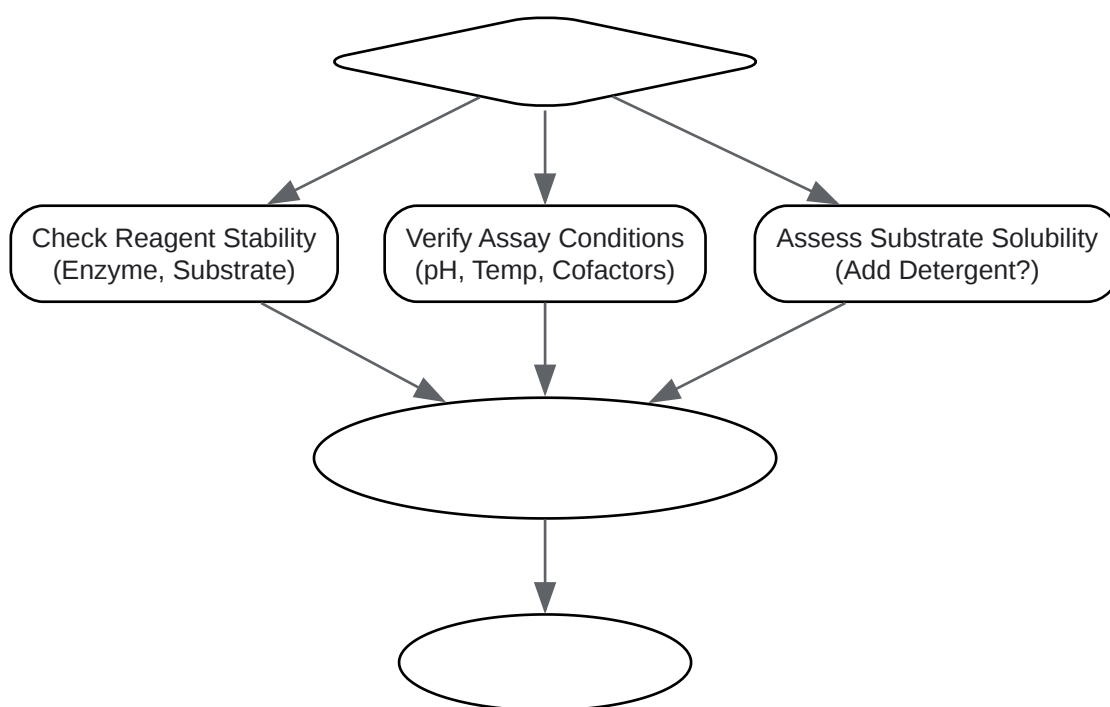 Check Reagent Stability
(Enzyme, Substrate)
Verify Assay Conditions
(pH, Temp, Cofactors)
Assess Substrate Solubility
(Add Detergent?)